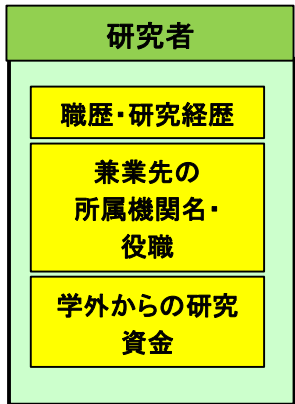 研究者
職歴・研究経歴
兼業先の
所属機関名・
役職
学外からの研究
資金